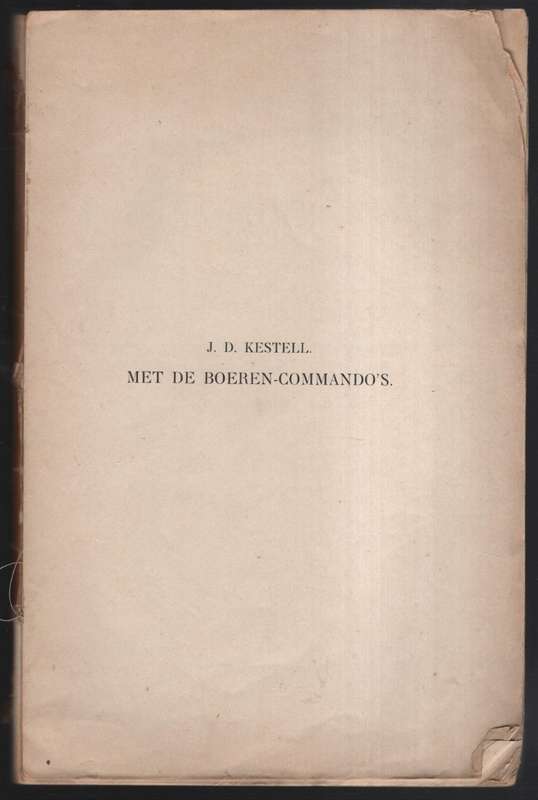 J. D. KESTELL.
MET DE BOEREN-COMMANDO'S.